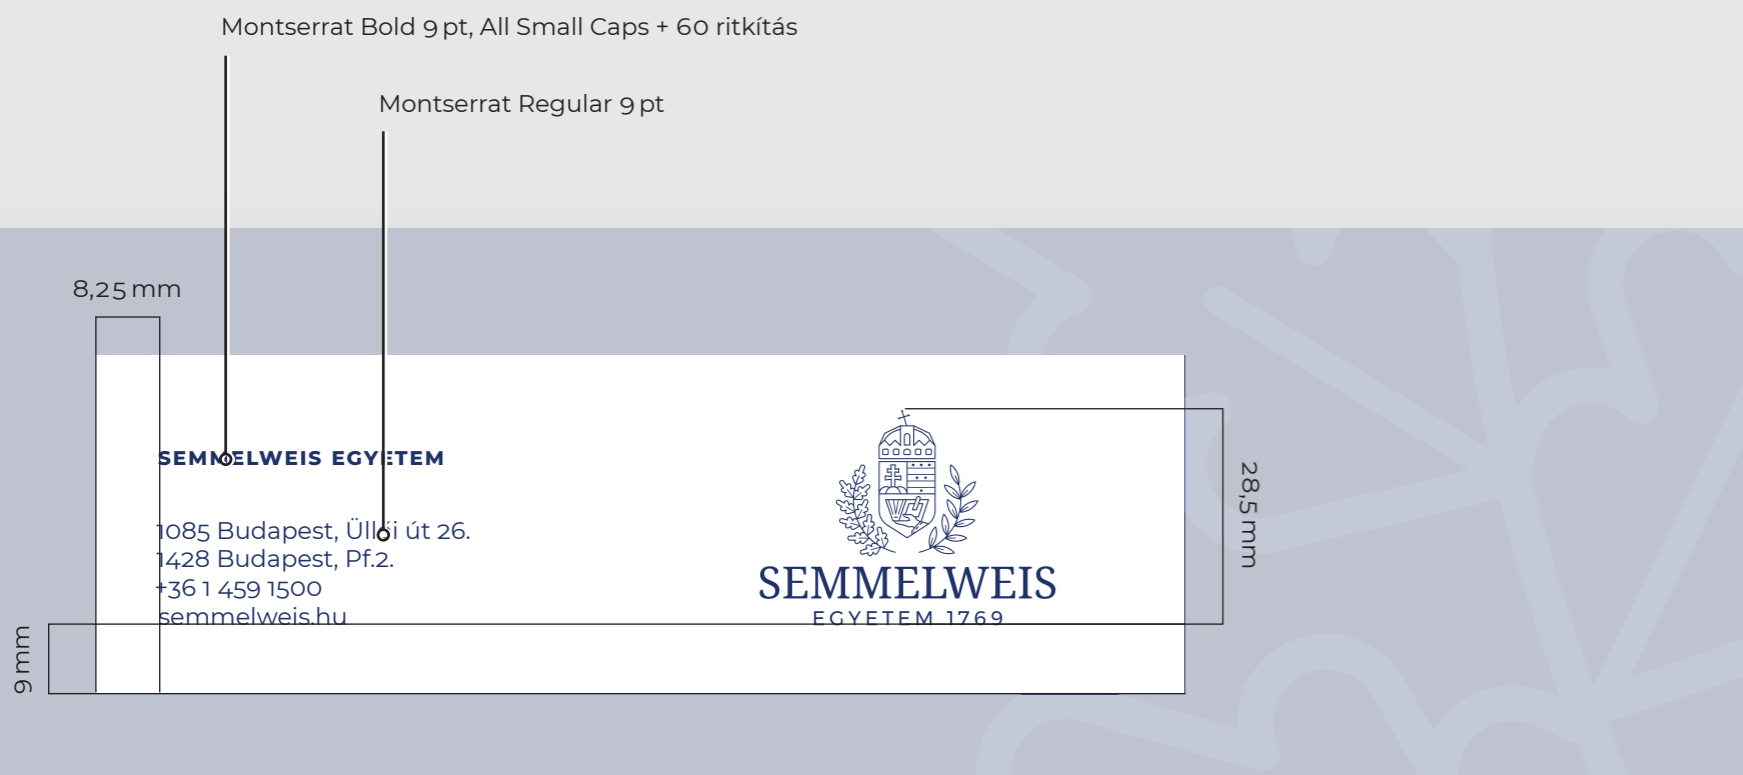 Montserrat Bold 9 pt, All Small Caps + 60 ritkítás
Montserrat Regular 9 pt
8,25 mm
SEMMELWEIS EGYETEM
1085 Budapest, Üllői út 26.
1428 Budapest, Pf.2.
+36 1 459 1500
semmelweis.hu
SEMMELWEIS
EGYETEM 1769
28,5 mm
9 mm